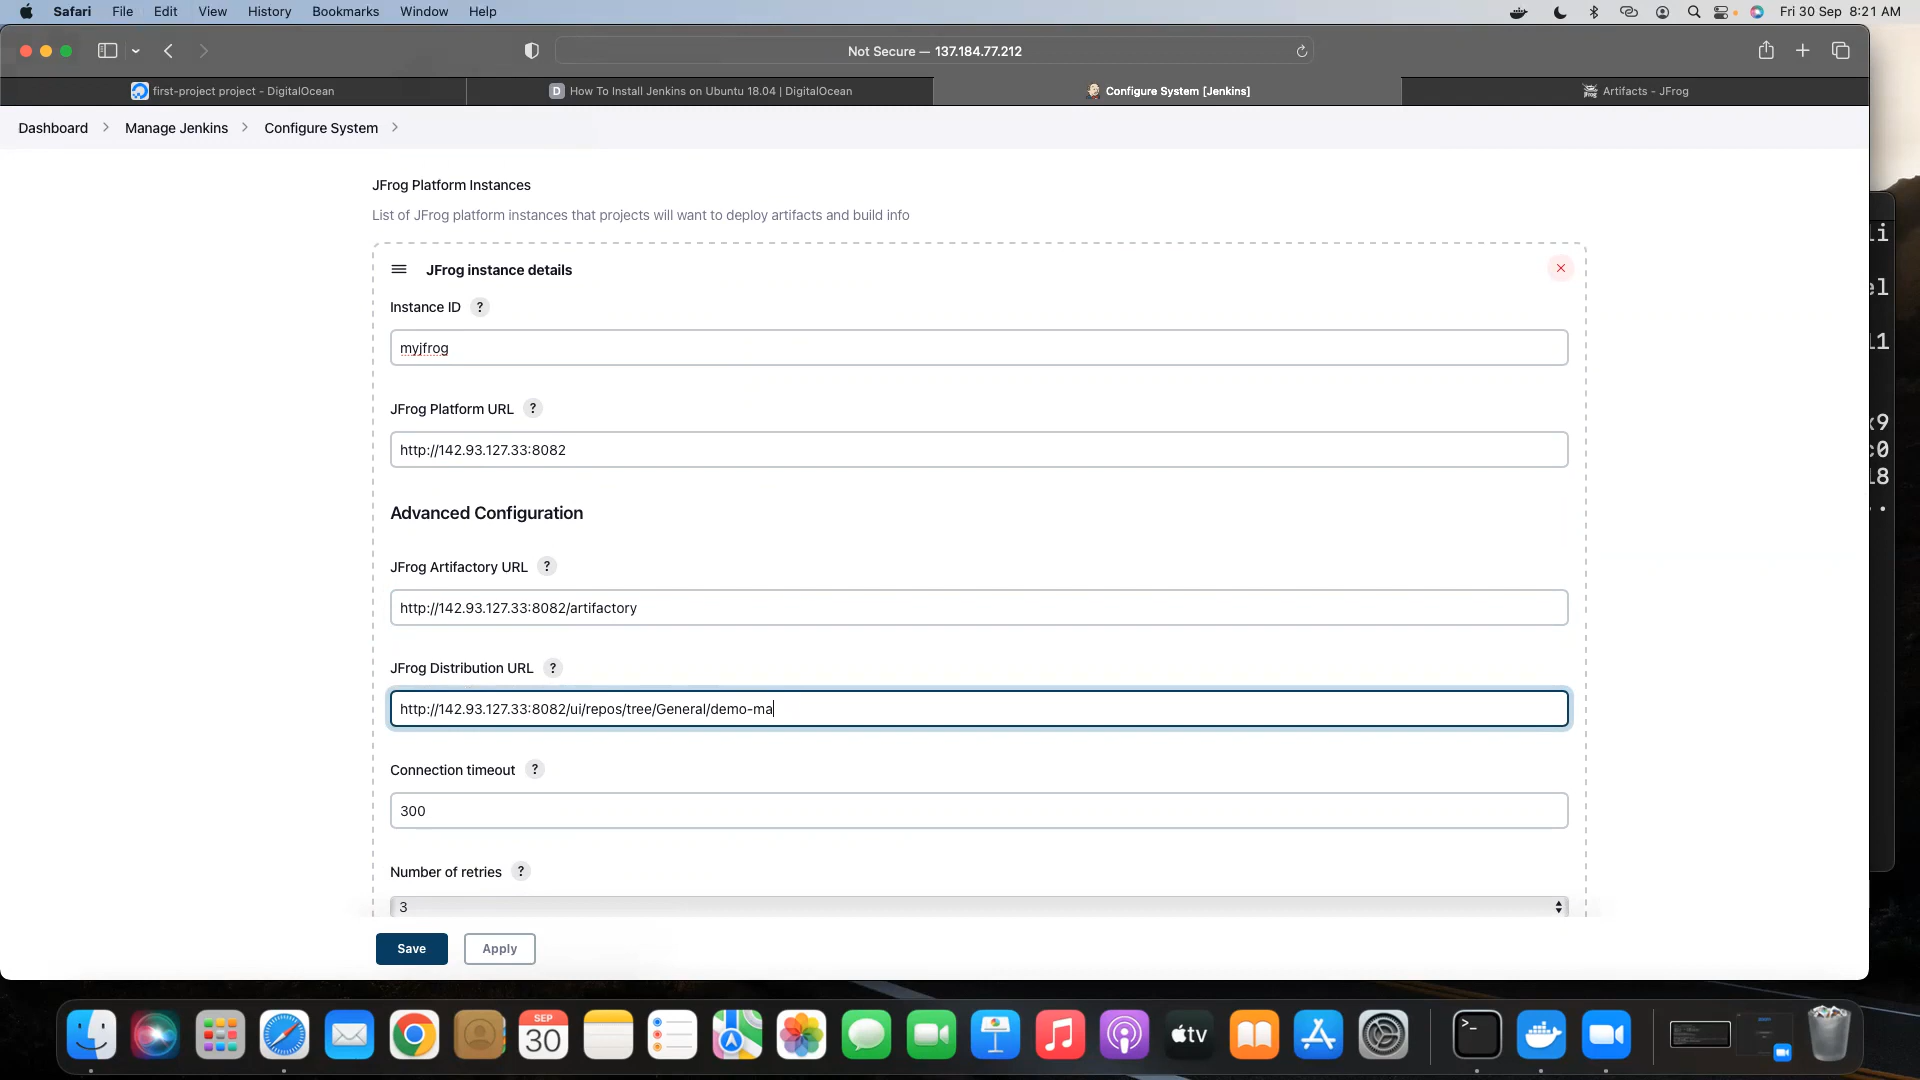 Safari File Edit View History Bookmarks Window Help Fri 30 Sep 8:21 AM
Not Secure — 137.184.77.212
first-project project - DigitalOcean
D How To Install Jenkins on Ubuntu 18.04 | DigitalOcean
Configure System [Jenkins]
Artifacts - JFrog
Dashboard > Manage Jenkins > Configure System >
JFrog Platform Instances
List of JFrog platform instances that projects will want to deploy artifacts and build info
JFrog instance details
Instance ID ?
myjfrog
JFrog Platform URL ?
http://142.93.127.33:8082
Advanced Configuration
JFrog Artifactory URL ?
http://142.93.127.33:8082/artifactory
JFrog Distribution URL ?
http://142.93.127.33:8082/ui/repos/tree/General/demo-ma
Connection timeout ?
300
Number of retries ?
3
Save Apply
SEP
30
tv